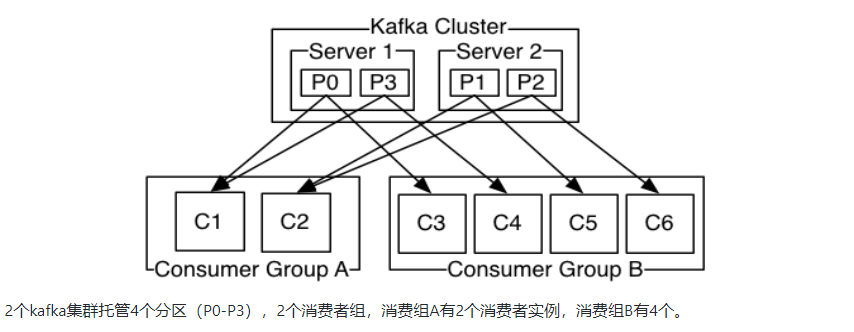 Kafka Cluster
Server 1
Server 2
P0
P3
P1
P2
C1
C2
C3
C4
C5
C6
Consumer Group A
Consumer Group B
2个kafka集群托管4个分区（P0-P3），2个消费者组，消费组A有2个消费者实例，消费组B有4个。